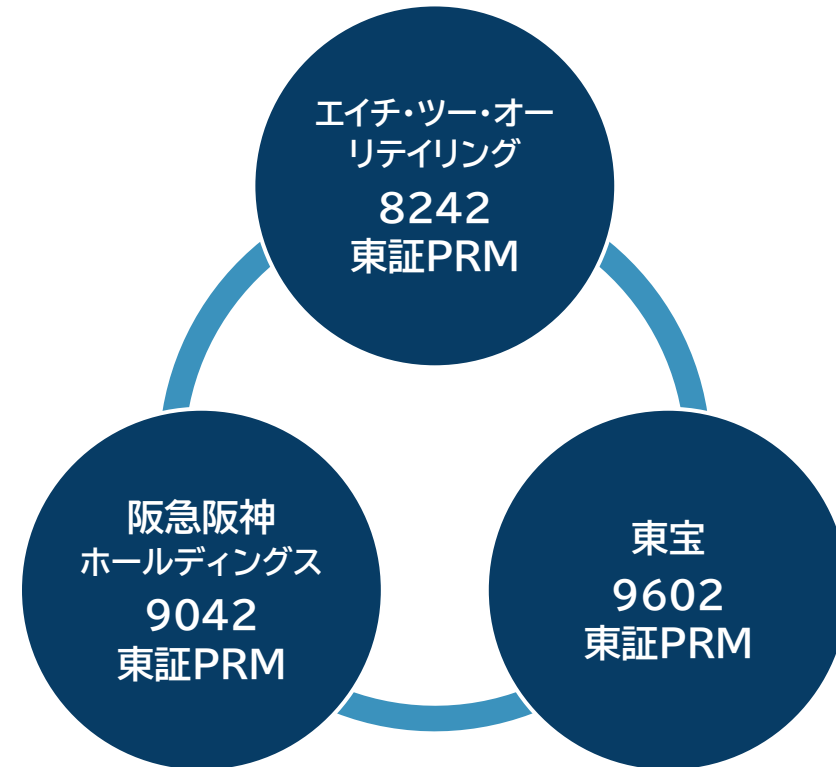 エイチ・ツー・オー
リテイリング
8242
東証PRM
阪急阪神
ホールディングス
9042
東証PRM
東宝
9602
東証PRM